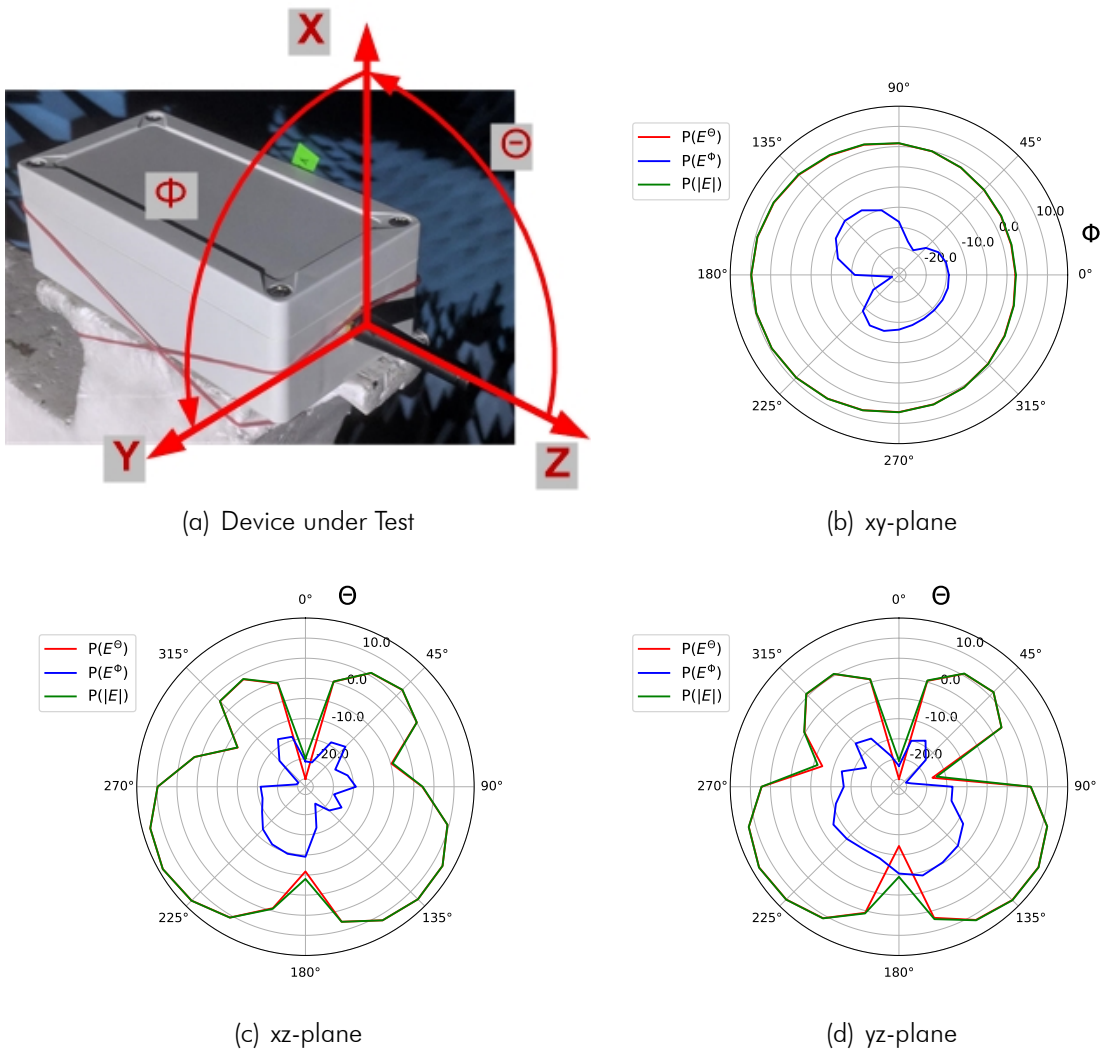 X
Θ
Φ
Y
Z
(a) Device under Test
P(E^Θ)
P(E^Φ)
P(|E|)
90°
135°
45°
10.0
0.0
-10.0
-20.0
Φ
180°
0°
225°
315°
270°
(b) xy-plane
Θ
0°
P(E^Θ)
P(E^Φ)
P(|E|)
315°
45°
10.0
0.0
-10.0
-20.0
270°
90°
225°
135°
180°
(c) xz-plane
Θ
0°
P(E^Θ)
P(E^Φ)
P(|E|)
315°
45°
10.0
0.0
-10.0
-20.0
270°
90°
225°
135°
180°
(d) yz-plane